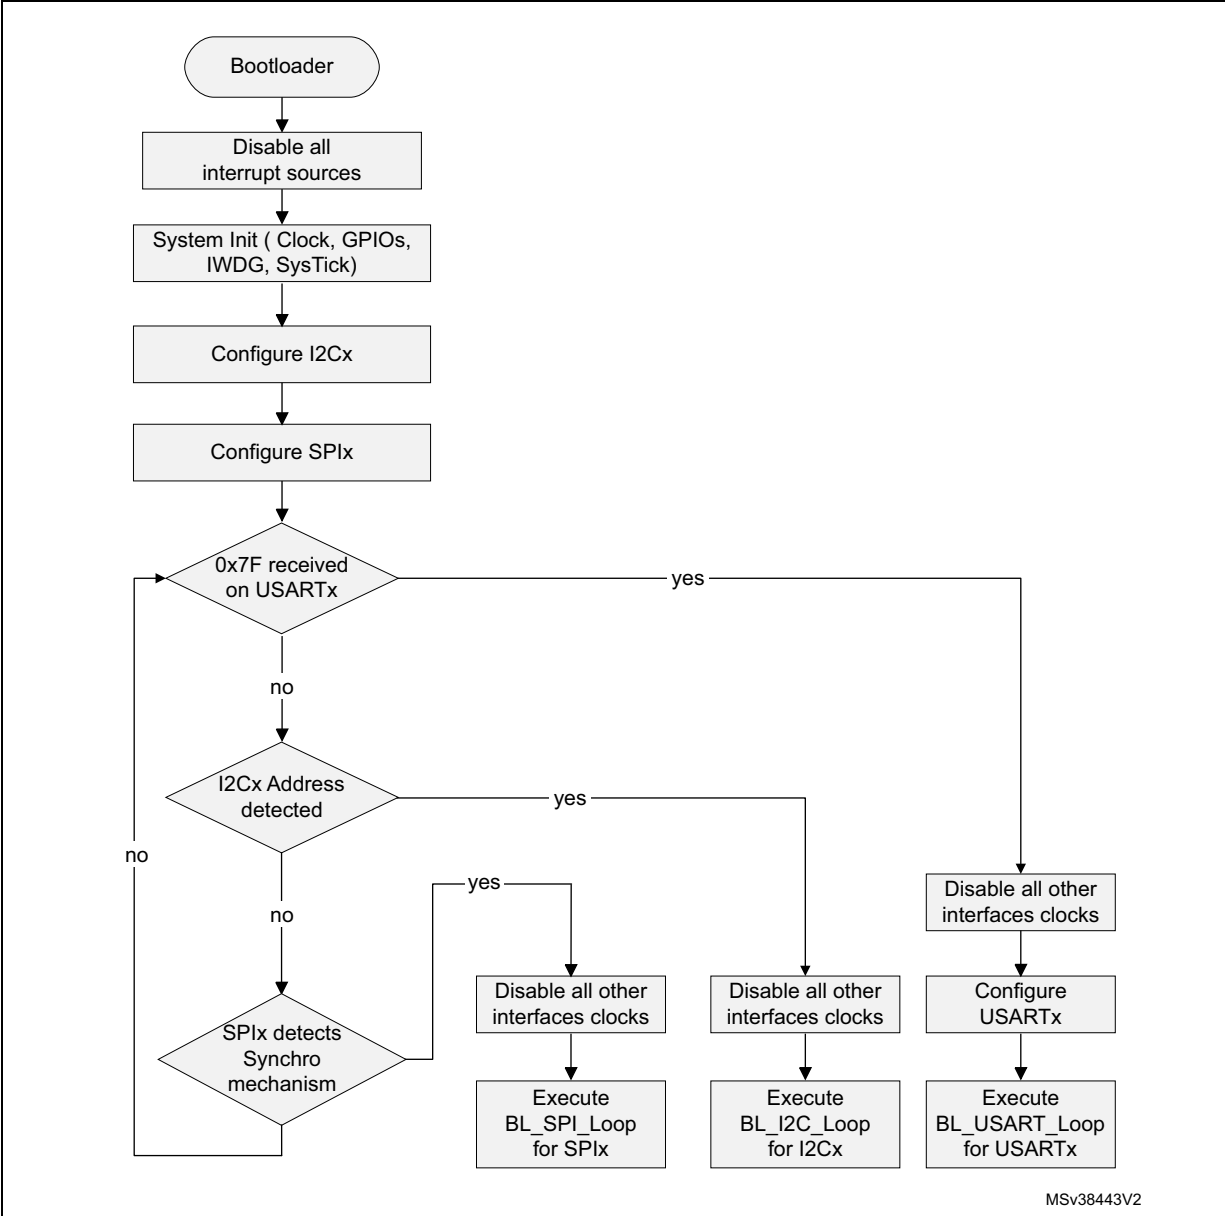 Bootloader
Disable all
interrupt sources
System Init ( Clock, GPIOs,
IWDG, SysTick)
Configure I2Cx
Configure SPIx
0x7F received
on USARTx
yes
no
I2Cx Address
detected
yes
no
yes
no
Disable all other
interfaces clocks
Disable all other
interfaces clocks
Disable all other
interfaces clocks
Configure
USARTx
SPIx detects
Synchro
mechanism
Execute
BL_SPI_Loop
for SPIx
Execute
BL_I2C_Loop
for I2Cx
Execute
BL_USART_Loop
for USARTx
MSv38443V2